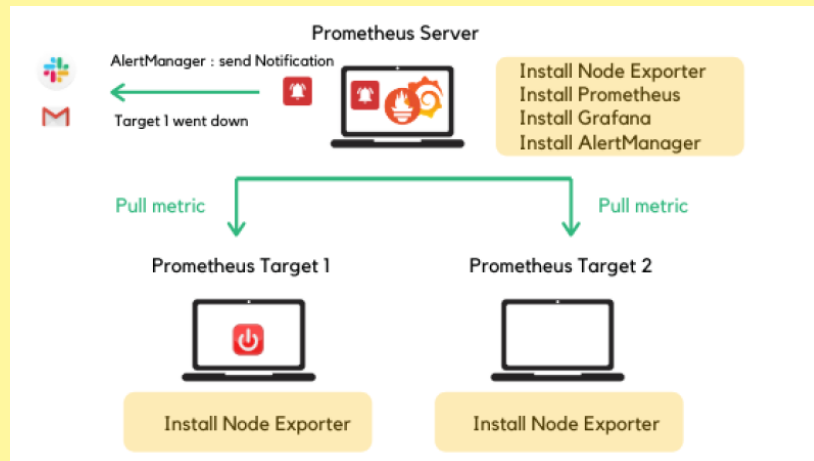 Prometheus Server
AlertManager : send Notification
Target 1 went down
Install Node Exporter
Install Prometheus
Install Grafana
Install AlertManager
Pull metric
Pull metric
Prometheus Target 1
Prometheus Target 2
Install Node Exporter
Install Node Exporter